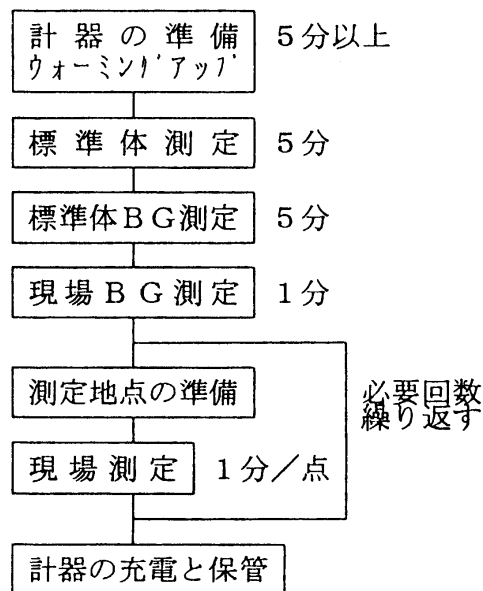 計器の準備 5分以上
ウォーミングアップ
標準体測定 5分
標準体BG測定 5分
現場BG測定 1分
測定地点の準備
必要回数
繰り返す
現場測定 1分/点
計器の充電と保管